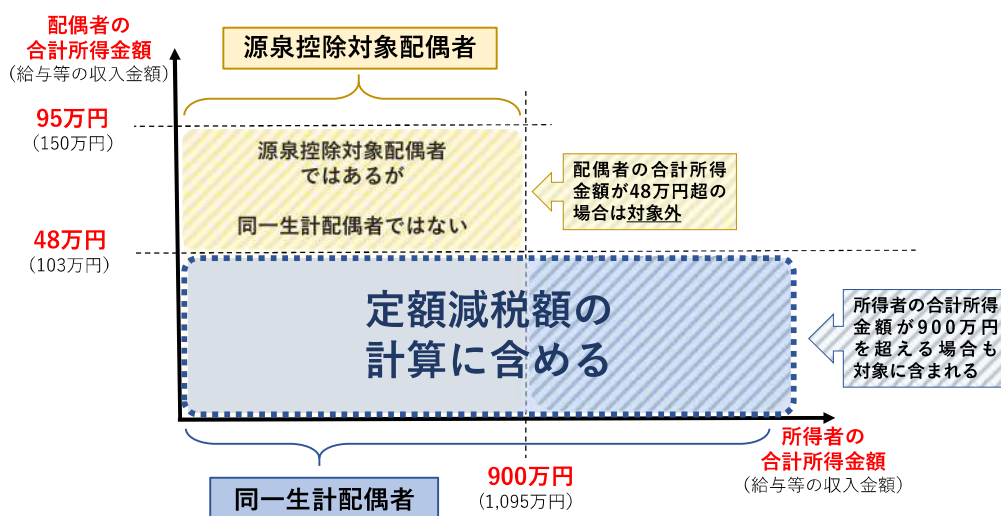 配偶者の
合計所得金額
（給与等の収入金額）
源泉控除対象配偶者
95万円
（150万円）
源泉控除対象配偶者
ではあるが
同一生計配偶者ではない
配偶者の合計所得
金額が48万円超の
場合は対象外
48万円
（103万円）
定額減税額の
計算に含める
所得者の合計所得
金額が900万円
を超える場合も
対象に含まれる
所得者の
合計所得金額
（給与等の収入金額）
900万円
（1,095万円）
同一生計配偶者